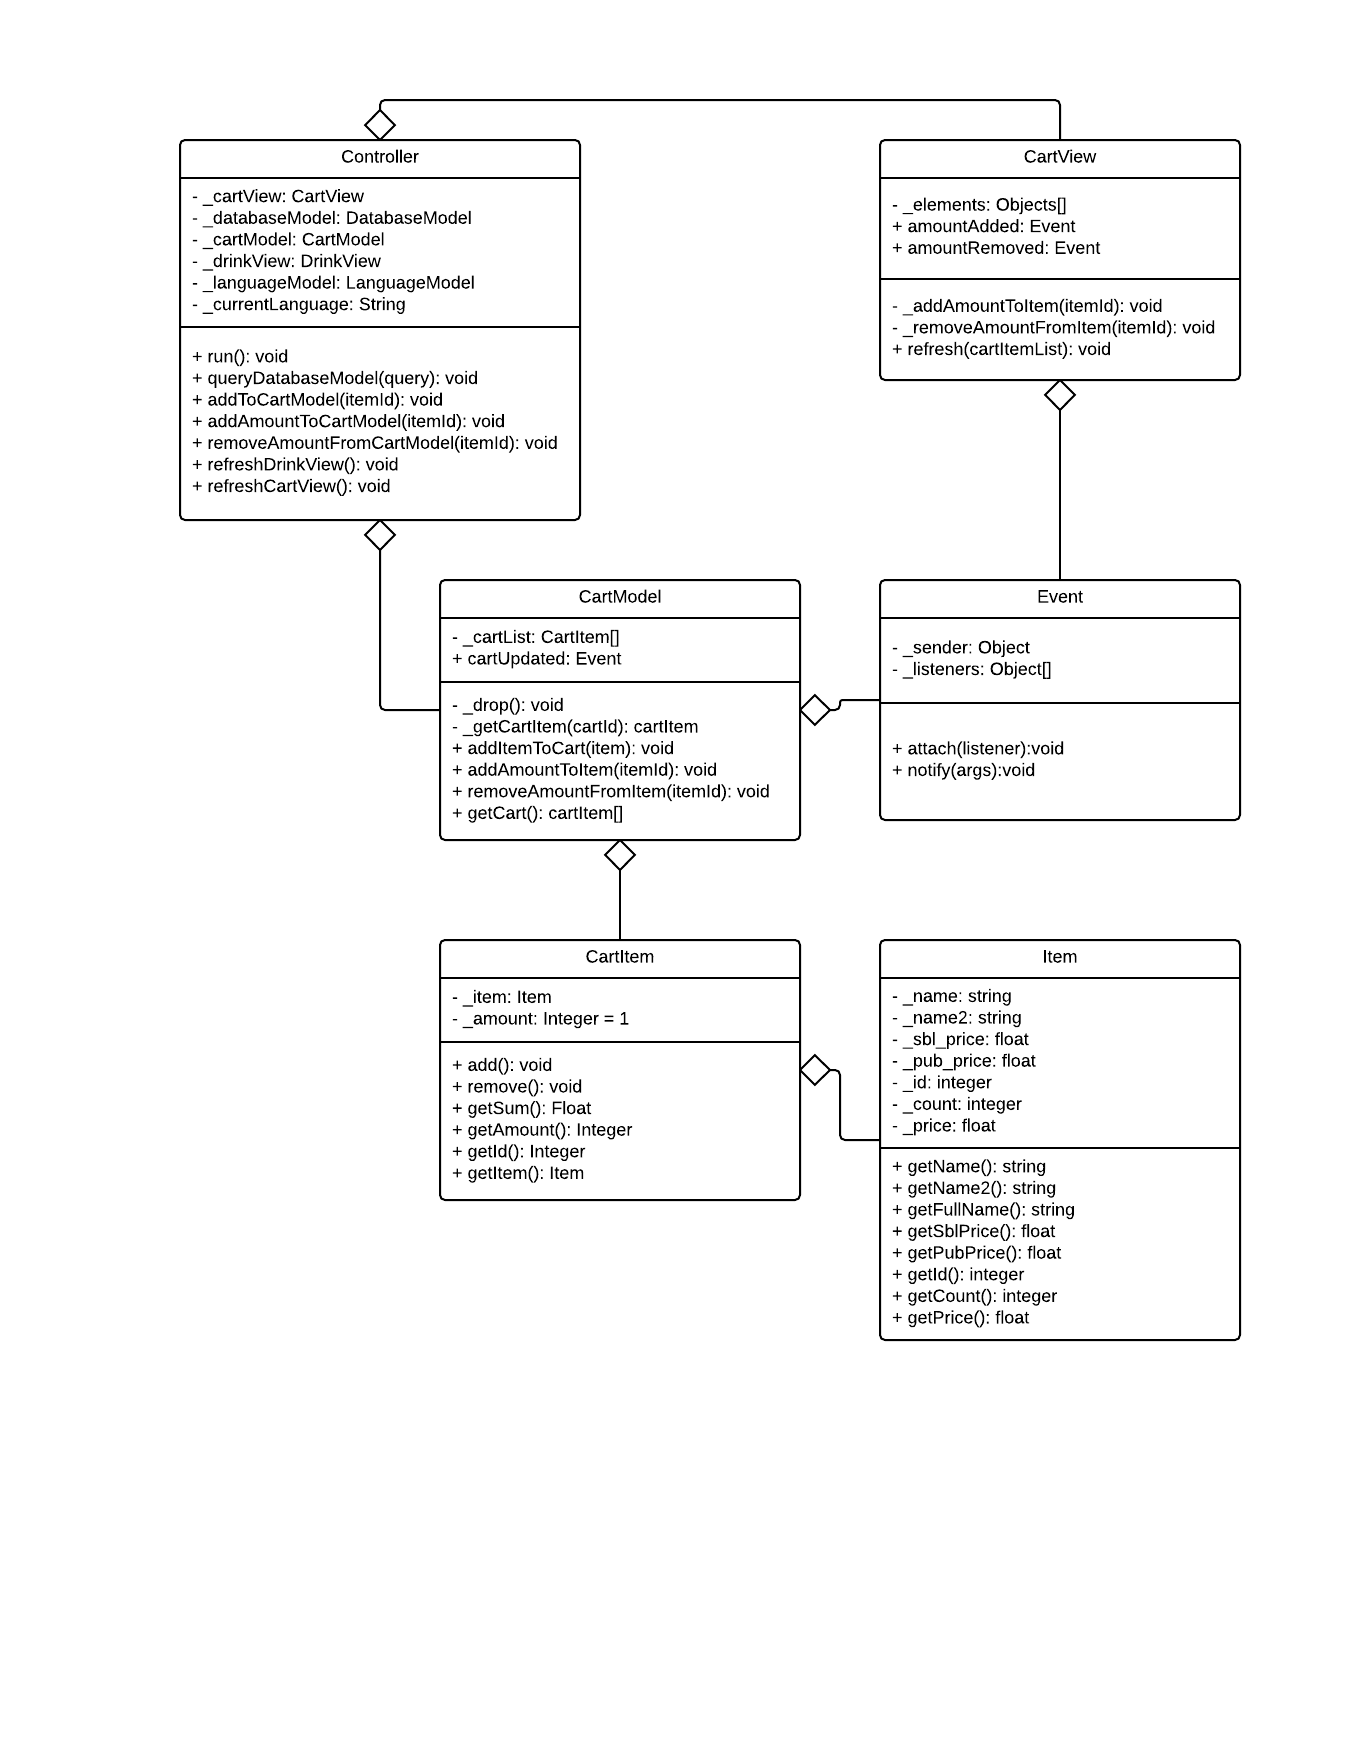 Controller
- _cartView: CartView
- _databaseModel: DatabaseModel
- _cartModel: CartModel
- _drinkView: DrinkView
- _languageModel: LanguageModel
- _currentLanguage: String
+ run(): void
+ queryDatabaseModel(query): void
+ addToCartModel(itemId): void
+ addAmountToCartModel(itemId): void
+ removeAmountFromCartModel(itemId): void
+ refreshDrinkView(): void
+ refreshCartView(): void
CartView
- _elements: Objects[]
+ amountAdded: Event
+ amountRemoved: Event
- _addAmountToItem(itemId): void
- _removeAmountFromItem(itemId): void
+ refresh(cartItemList): void
CartModel
- _cartList: CartItem[]
+ cartUpdated: Event
- _drop(): void
- _getCartItem(cartId): cartItem
+ addItemToCart(item): void
+ addAmountToItem(itemId): void
+ removeAmountFromItem(itemId): void
+ getCart(): cartItem[]
Event
- _sender: Object
- _listeners: Object[]
+ attach(listener):void
+ notify(args):void
CartItem
- _item: Item
- _amount: Integer = 1
+ add(): void
+ remove(): void
+ getSum(): Float
+ getAmount(): Integer
+ getId(): Integer
+ getItem(): Item
Item
- _name: string
- _name2: string
- _sbl_price: float
- _pub_price: float
- _id: integer
- _count: integer
- _price: float
+ getName(): string
+ getName2(): string
+ getFullName(): string
+ getSblPrice(): float
+ getPubPrice(): float
+ getId(): integer
+ getCount(): integer
+ getPrice(): float